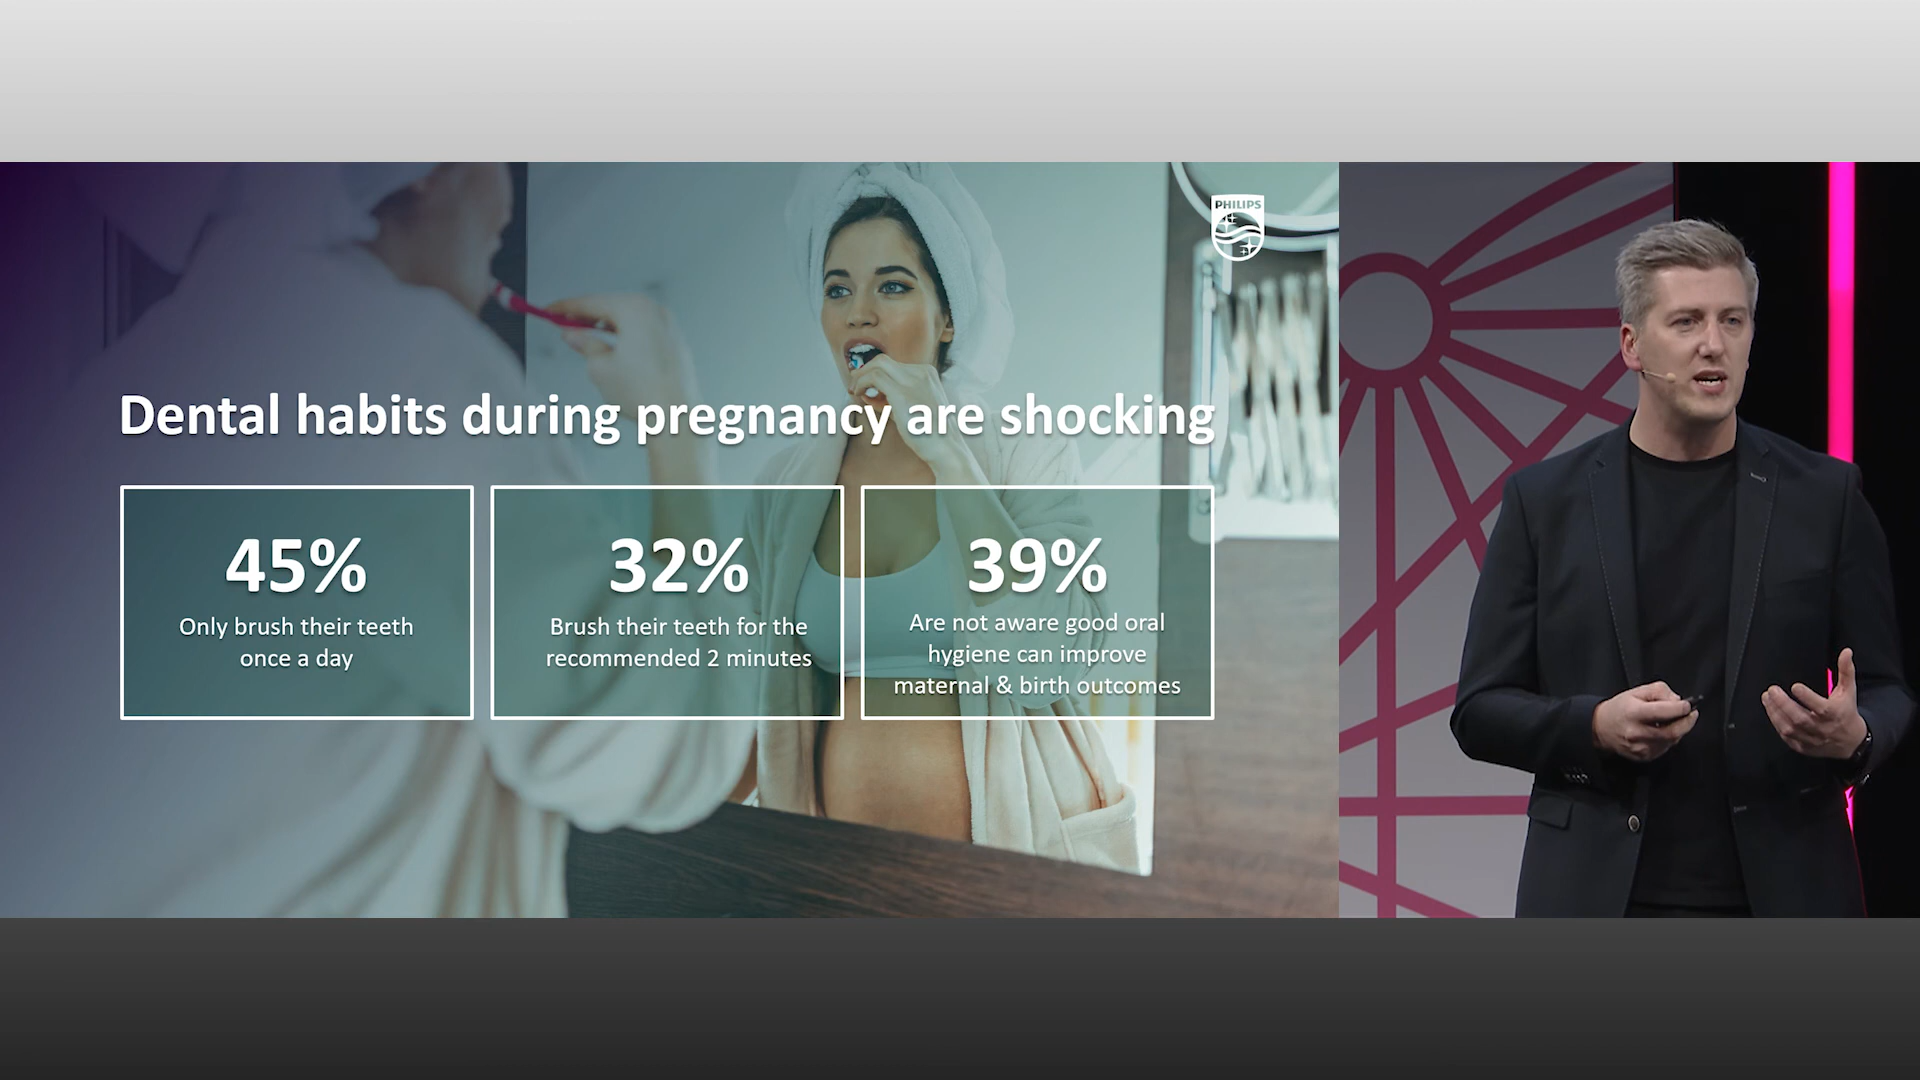 PHILIPS
Dental habits during pregnancy are shocking
45%
Only brush their teeth
once a day
32%
Brush their teeth for the
recommended 2 minutes
39%
Are not aware good oral
hygiene can improve
maternal & birth outcomes